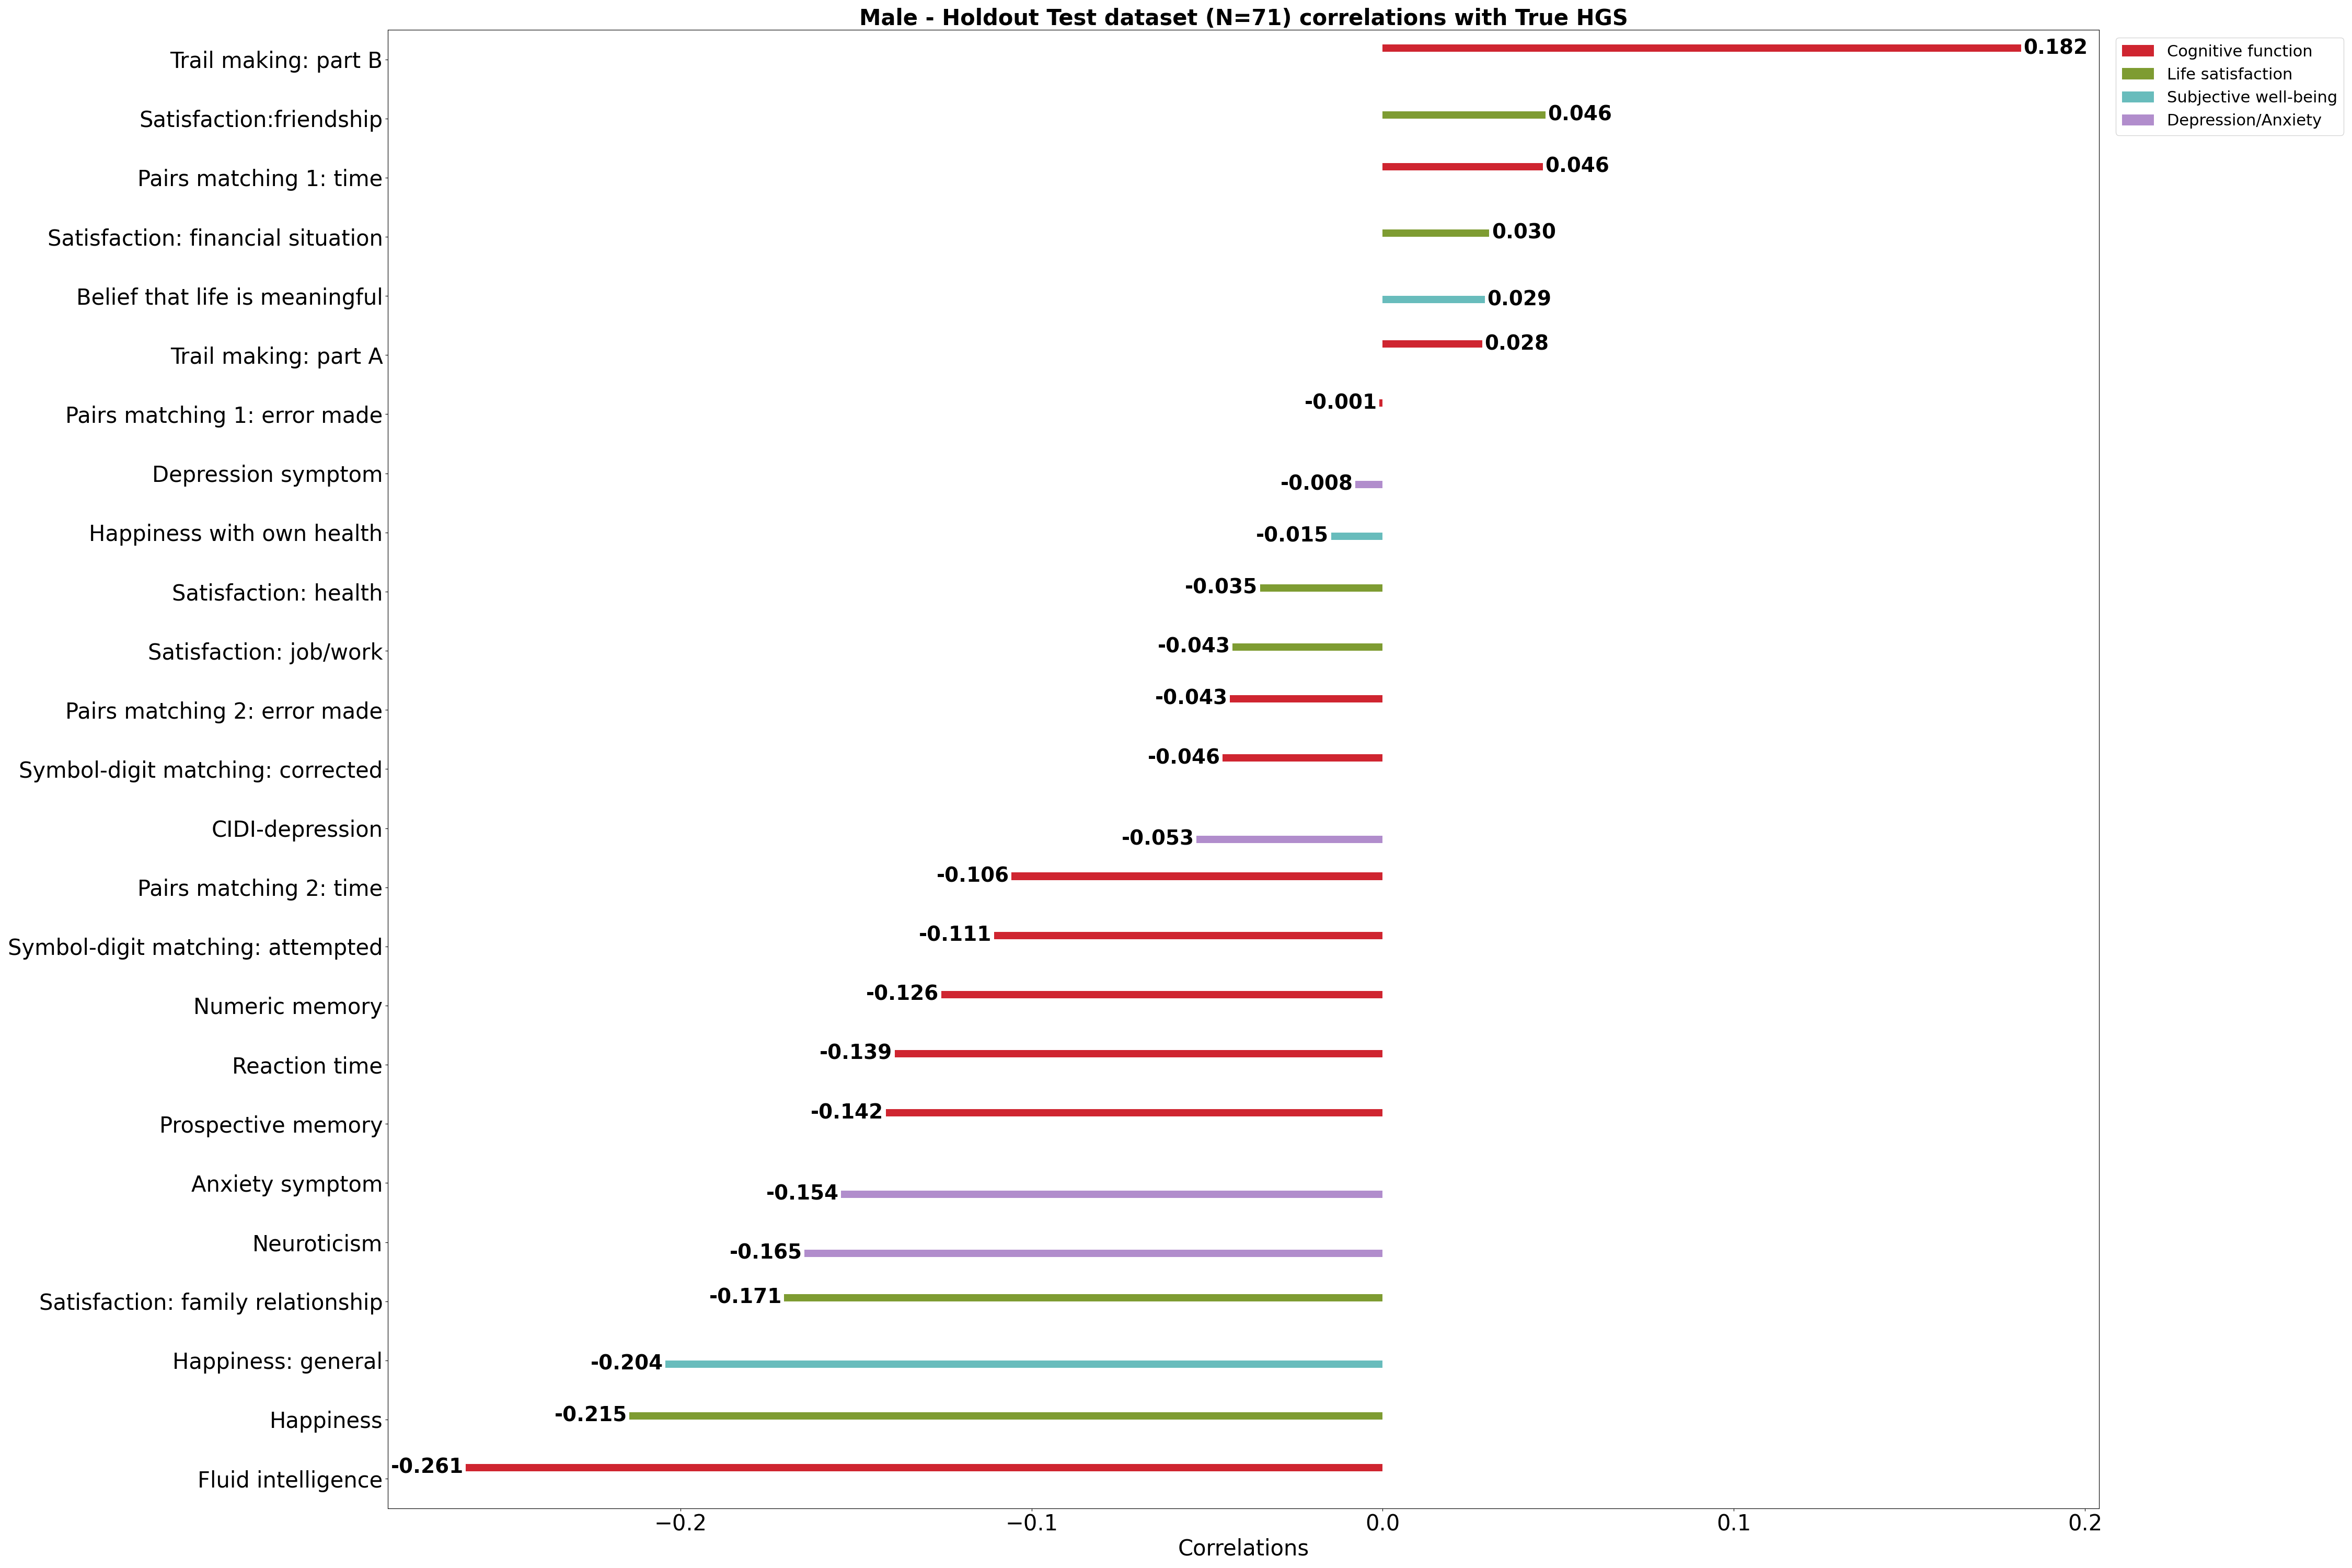 Male - Holdout Test dataset (N=71) correlations with True HGS
Trail making: part B
0.182
Satisfaction:friendship
0.046
Pairs matching 1: time
0.046
Satisfaction: financial situation
0.030
Belief that life is meaningful
0.029
Trail making: part A
0.028
Pairs matching 1: error made
-0.001
Depression symptom
-0.008
Happiness with own health
-0.015
Satisfaction: health
-0.035
Satisfaction: job/work
-0.043
Pairs matching 2: error made
-0.043
Symbol-digit matching: corrected
-0.046
CIDI-depression
-0.053
Pairs matching 2: time
-0.106
Symbol-digit matching: attempted
-0.111
Numeric memory
-0.126
Reaction time
-0.139
Prospective memory
-0.142
Anxiety symptom
-0.154
Neuroticism
-0.165
Satisfaction: family relationship
-0.171
Happiness: general
-0.204
Happiness
-0.215
Fluid intelligence
-0.261
−0.2
−0.1
0.0
0.1
0.2
Correlations
Cognitive function
Life satisfaction
Subjective well-being
Depression/Anxiety